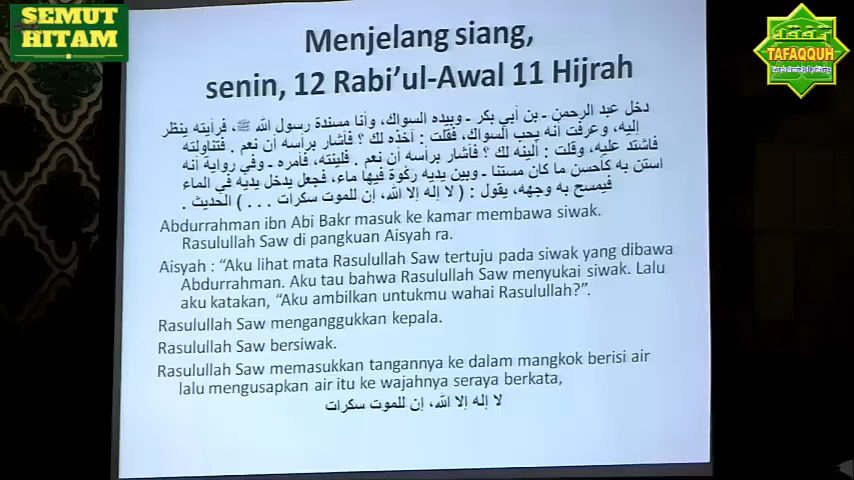 SEMUT
HITAM
TAFAQQUH
Menjelang siang,
senin, 12 Rabi’ul-Awal 11 Hijrah
دخل عبد الرحمن ـ بن أبي بكر ـ وبيده السواك، وأنا مسندة رسول الله ﷺ، فرأيته ينظر
إليه، وعرفت أنه يحب السواك، فقلت : آخذه لك ؟ فأشار برأسه أن نعم . فتناولته
فاشتد عليه، وقلت : ألينه لك ؟ فأشار برأسه أن نعم . فلينته، فأمره ـ وفي رواية أنه
استن به كأحسن ما كان مستنا ـ وبين يديه ركوة فيها ماء، فجعل يدخل يديه في الماء
فيمسح به وجهه، يقول : ( لا إله إلا الله، إن للموت سكرات . . . ) الحديث .
Abdurrahman ibn Abi Bakr masuk ke kamar membawa siwak.
Rasulullah Saw di pangkuan Aisyah ra.
Aisyah : “Aku lihat mata Rasulullah Saw tertuju pada siwak yang dibawa
Abdurrahman. Aku tau bahwa Rasulullah Saw menyukai siwak. Lalu
aku katakan, “Aku ambilkan untukmu wahai Rasulullah?”.
Rasulullah Saw menganggukkan kepala.
Rasulullah Saw bersiwak.
Rasulullah Saw memasukkan tangannya ke dalam mangkok berisi air
lalu mengusapkan air itu ke wajahnya seraya berkata,
لا إله إلا الله، إن للموت سكرات